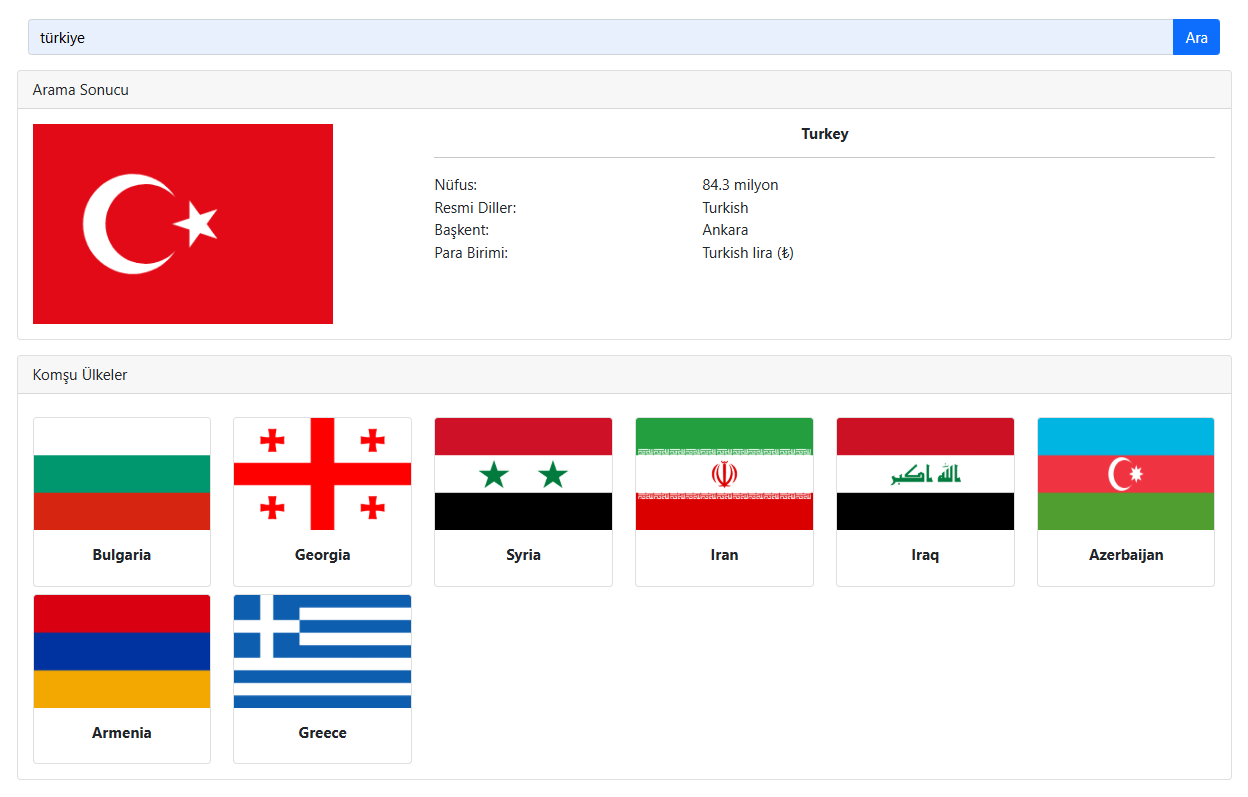 türkiye Ara
Arama Sonucu
Turkey
Nüfus: 84.3 milyon
Resmi Diller: Turkish
Başkent: Ankara
Para Birimi: Turkish lira (₺)
Komşu Ülkeler
الله اكبر
Bulgaria Georgia Syria Iran Iraq Azerbaijan
Armenia Greece